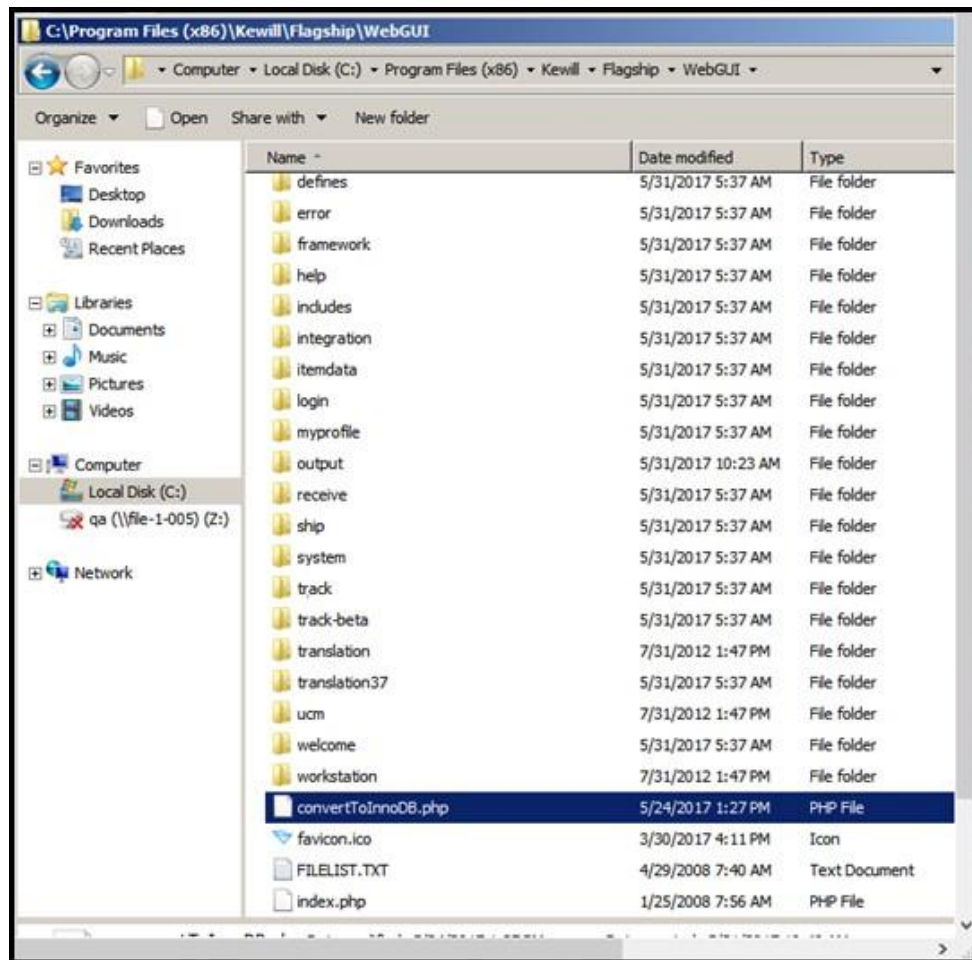 C:\Program Files (x86)\Kewill\Flagship\WebGUI
Computer Local Disk (C:) Program Files (x86) Kewill Flagship WebGUI
Organize Open Share with New folder
Favorites
Desktop
Downloads
Recent Places
Libraries
Documents
Music
Pictures
Videos
Computer
Local Disk (C:)
qa (\\file-1-005) (Z:)
Network
Name Date modified Type
defines 5/31/2017 5:37 AM File folder
error 5/31/2017 5:37 AM File folder
framework 5/31/2017 5:37 AM File folder
help 5/31/2017 5:37 AM File folder
includes 5/31/2017 5:37 AM File folder
integration 5/31/2017 5:37 AM File folder
itemdata 5/31/2017 5:37 AM File folder
login 5/31/2017 5:37 AM File folder
myprofile 5/31/2017 5:37 AM File folder
output 5/31/2017 10:23 AM File folder
receive 5/31/2017 5:37 AM File folder
ship 5/31/2017 5:37 AM File folder
system 5/31/2017 5:37 AM File folder
track 5/31/2017 5:37 AM File folder
track-beta 5/31/2017 5:37 AM File folder
translation 7/31/2012 1:47 PM File folder
translation37 5/31/2017 5:37 AM File folder
ucm 7/31/2012 1:47 PM File folder
welcome 5/31/2017 5:37 AM File folder
workstation 7/31/2012 1:47 PM File folder
convertToInnoDB.php 5/24/2017 1:27 PM PHP File
favicon.ico 3/30/2017 4:11 PM Icon
FILELIST.TXT 4/29/2008 7:40 AM Text Document
index.php 1/25/2008 7:56 AM PHP File